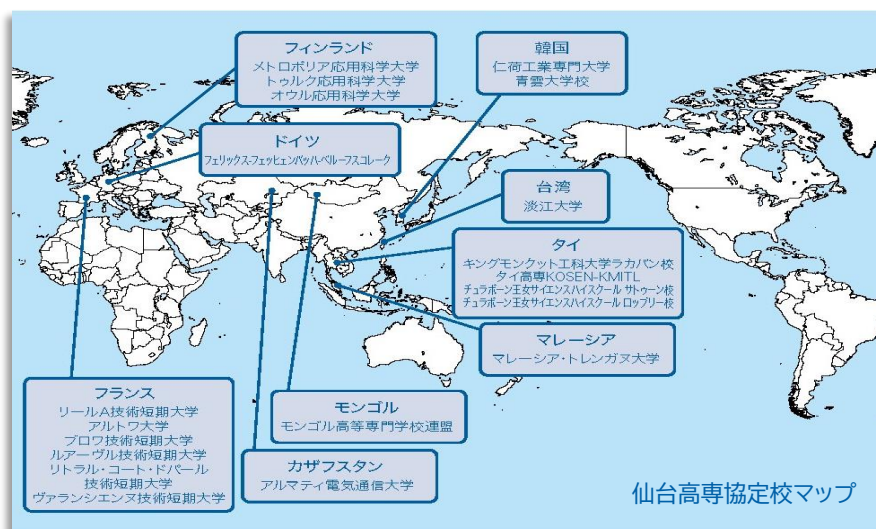 フィンランド
メトロポリア応用科学大学
トゥルク応用科学大学
オウル応用科学大学
韓国
仁荷工業専門大学
青雲大学校
ドイツ
フェリックス・フェッヒェンバッハ・ベルーフスコレーク
台湾
淡江大学
タイ
キングモンクット工科大学ラカバン校
タイ高専KOSEN-KMITL
チュラポーン王女サイエンスハイスクール サトゥーン校
チュラポーン王女サイエンスハイスクール ロッブリー校
マレーシア
マレーシア・トレンガヌ大学
フランス
リールA技術短期大学
アルトワ大学
ブロワ技術短期大学
ルアーヴル技術短期大学
リトラル・コート・ドパール
技術短期大学
ヴァランシエンヌ技術短期大学
モンゴル
モンゴル高等専門学校連盟
カザフスタン
アルマティ電気通信大学
仙台高専協定校マップ